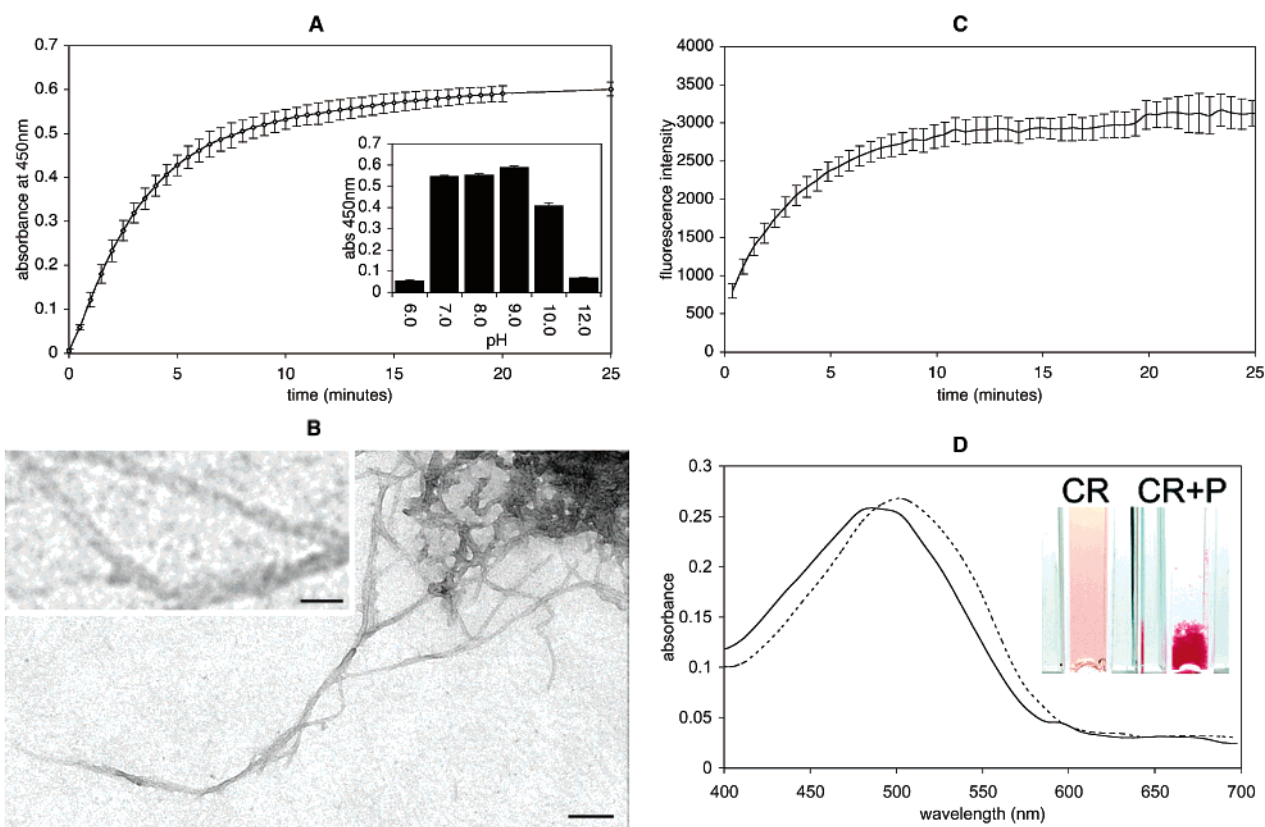 A
0.7
0.6
0.5
0.4
0.3
0.2
0.1
0
absorbance at 450nm
0 5 10 15 20 25
time (minutes)
0.6
0.5
0.4
0.3
0.2
0.1
0
abs 450nm
6.0 7.0 8.0 9.0 10.0 12.0
pH
B
C
4000
3500
3000
2500
2000
1500
1000
500
0
fluorescence intensity
0 5 10 15 20 25
time (minutes)
D
0.3
0.25
0.2
0.15
0.1
0.05
0
absorbance
CR CR+P
400 450 500 550 600 650 700
wavelength (nm)